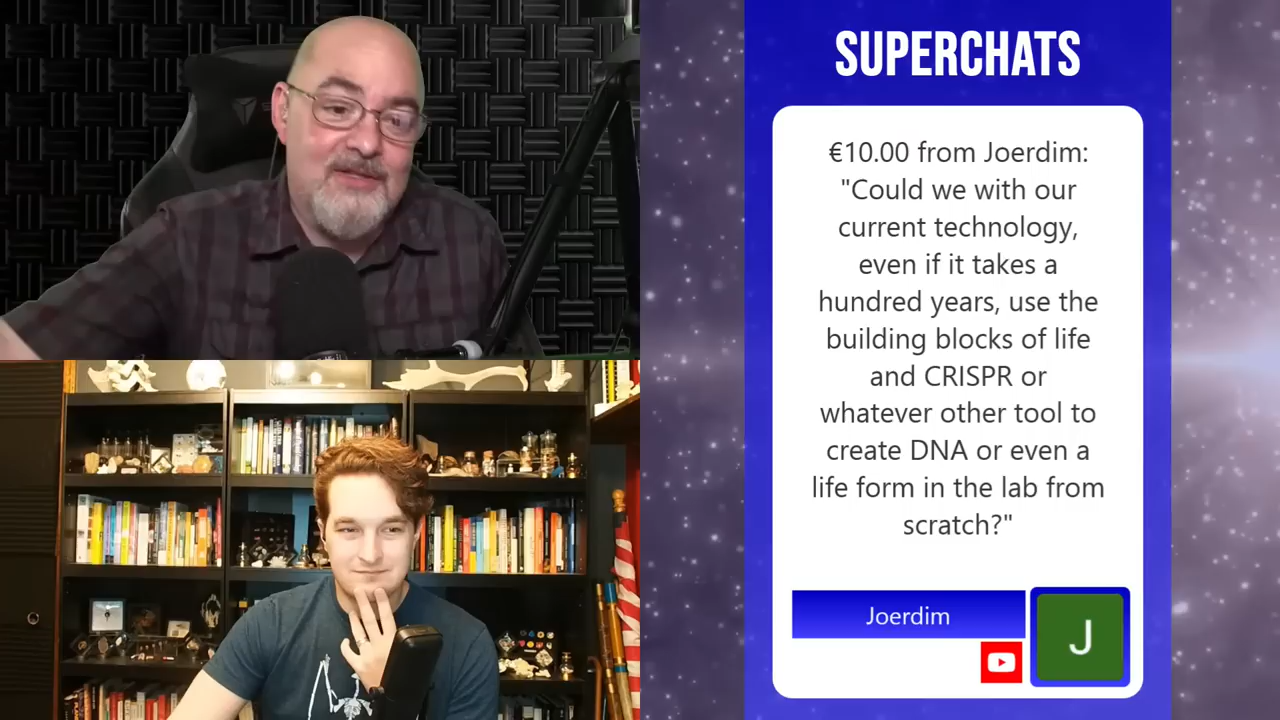 SUPERCHATS
€10.00 from Joerdim:
"Could we with our
current technology,
even if it takes a
hundred years, use the
building blocks of life
and CRISPR or
whatever other tool to
create DNA or even a
life form in the lab from
scratch?"
Joerdim
J